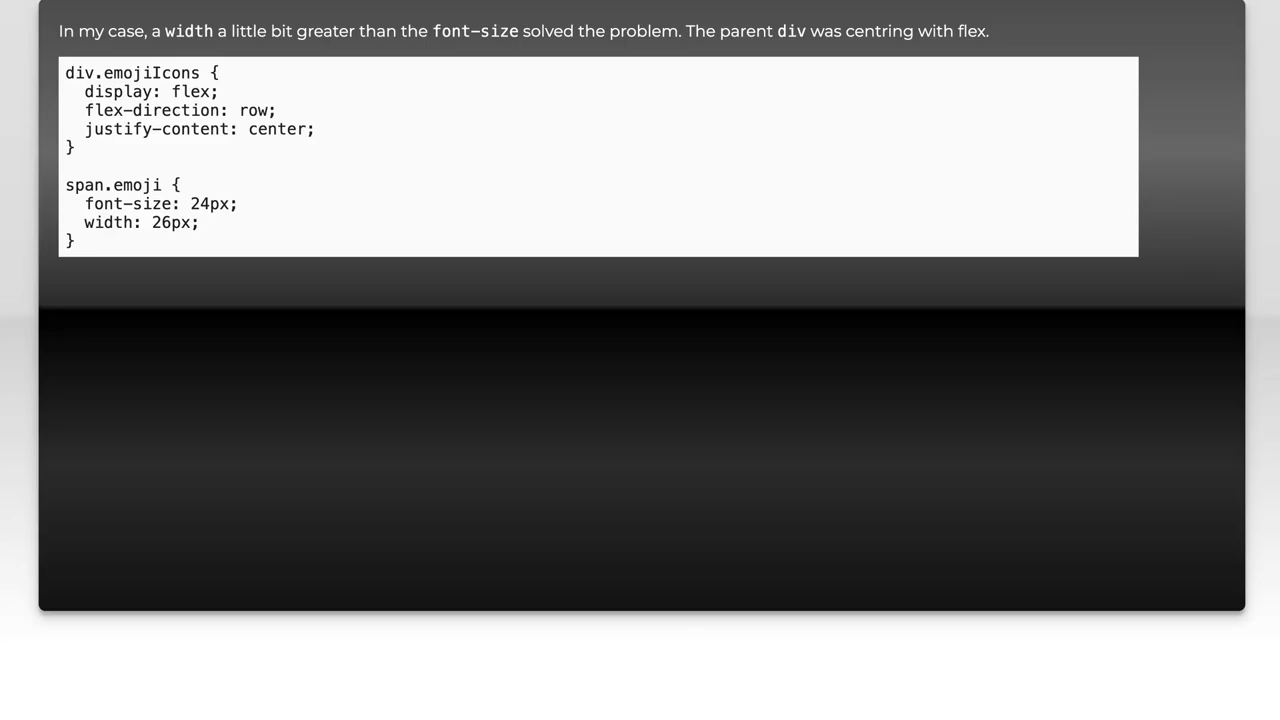 In my case, a width a little bit greater than the font-size solved the problem. The parent div was centring with flex.
div.emojiIcons {
  display: flex;
  flex-direction: row;
  justify-content: center;
}

span.emoji {
  font-size: 24px;
  width: 26px;
}